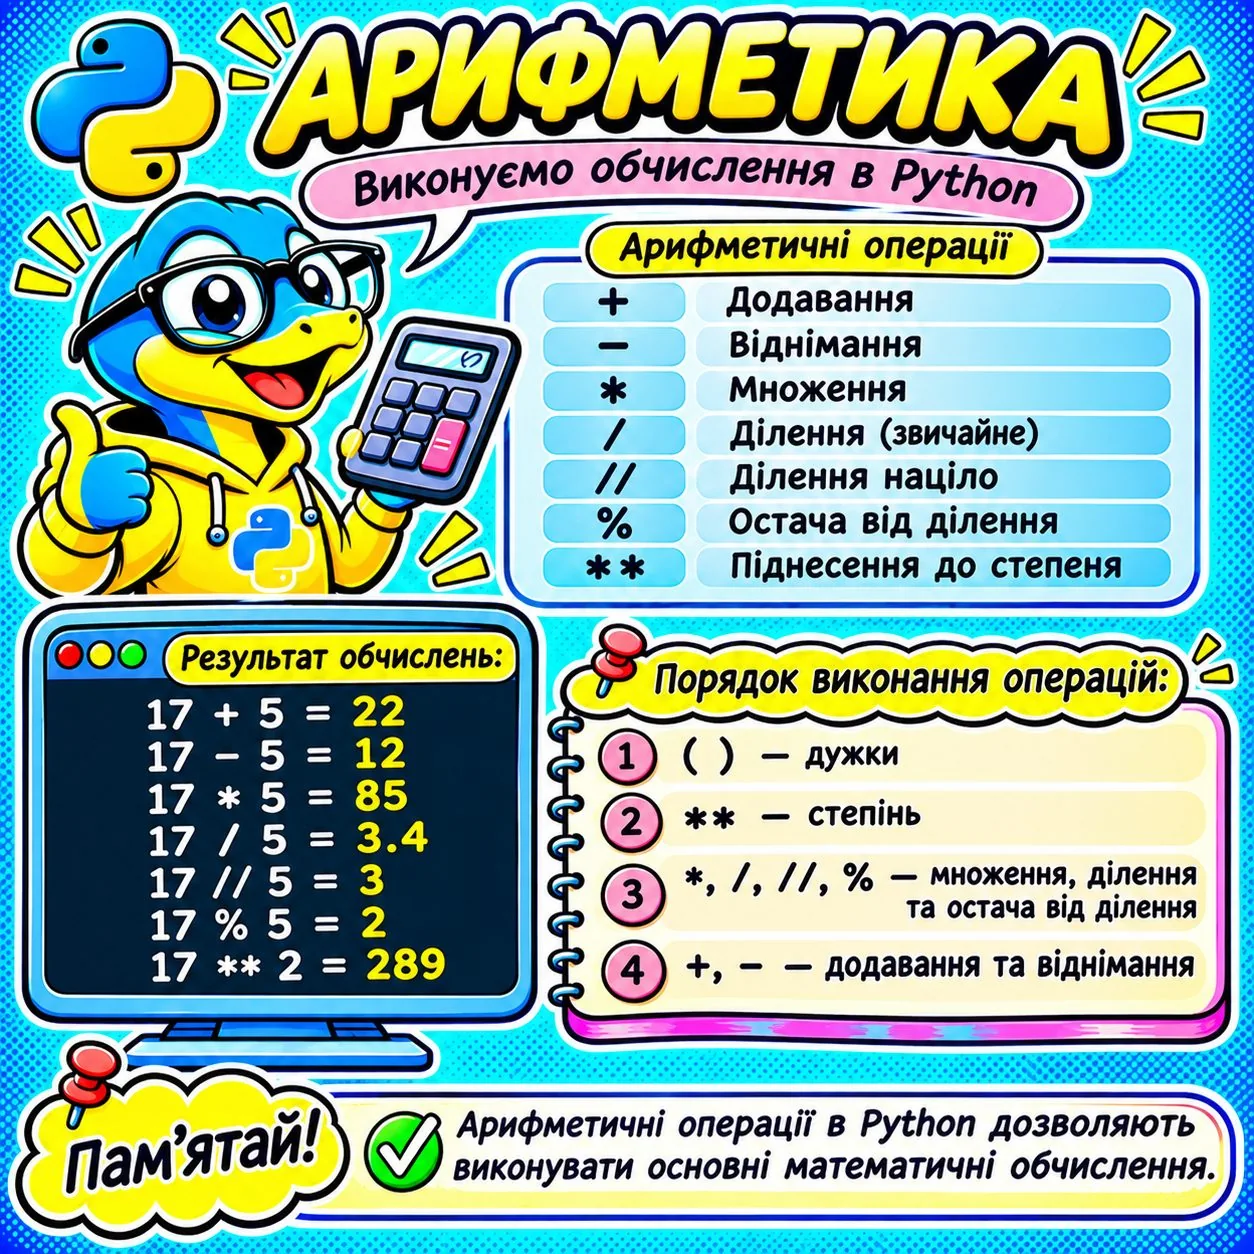 АРИФМЕТИКА
Виконуємо обчислення в Python
Арифметичні операції
+ Додавання
− Віднімання
* Множення
/ Ділення (звичайне)
// Ділення націло
% Остача від ділення
** Піднесення до степеня
Результат обчислень:
17 + 5 = 22
17 − 5 = 12
17 * 5 = 85
17 / 5 = 3.4
17 // 5 = 3
17 % 5 = 2
17 ** 2 = 289
Порядок виконання операцій:
1 ( ) — дужки
2 ** — степінь
3 *, /, //, % — множення, ділення
та остача від ділення
4 +, − — додавання та віднімання
Пам'ятай!
Арифметичні операції в Python дозволяють
виконувати основні математичні обчислення.